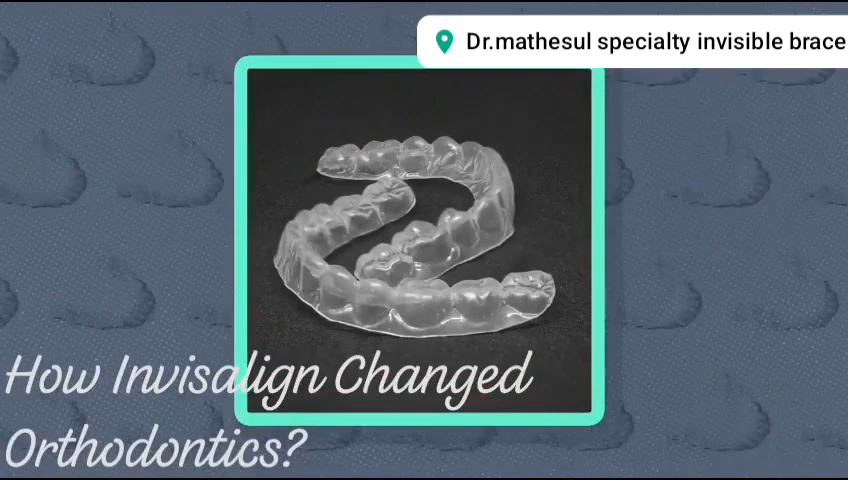 Dr.mathesul specialty invisible brace
How Invisalign Changed
Orthodontics?